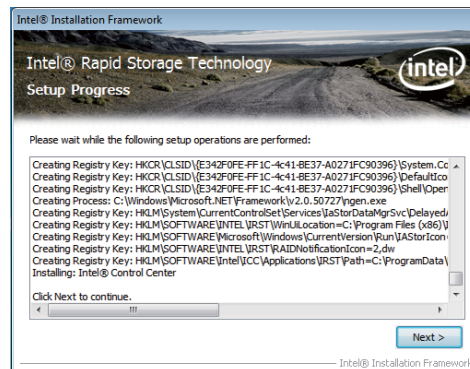 Intel® Installation Framework
Intel® Rapid Storage Technology
Setup Progress
intel
Please wait while the following setup operations are performed:
Creating Registry Key: HKCR\CLSID\{E342F0FE-FF1C-4c41-BE37-A0271FC90396}\System.Co
Creating Registry Key: HKCR\CLSID\{E342F0FE-FF1C-4c41-BE37-A0271FC90396}\DefaultIco
Creating Registry Key: HKCR\CLSID\{E342F0FE-FF1C-4c41-BE37-A0271FC90396}\Shell\Open
Creating Process: C:\Windows\Microsoft.NET\Framework\v2.0.50727\ngen.exe
Creating Registry Key: HKLM\System\CurrentControlSet\Services\IaStorDataMgrSvc\DelayedA
Creating Registry Key: HKLM\SOFTWARE\INTEL\IRST\WinUiLocation=C:\Program Files (x86)\I
Creating Registry Key: HKLM\SOFTWARE\Microsoft\Windows\CurrentVersion\Run\IAStorIcon=
Creating Registry Key: HKLM\SOFTWARE\INTEL\IRST\RAIDNotificationIcon=2,dw
Creating Registry Key: HKLM\SOFTWARE\Intel\ICC\Applications\IRST\Path=C:\ProgramData\
Installing: Intel® Control Center
Click Next to continue.
Next >
Intel® Installation Framework